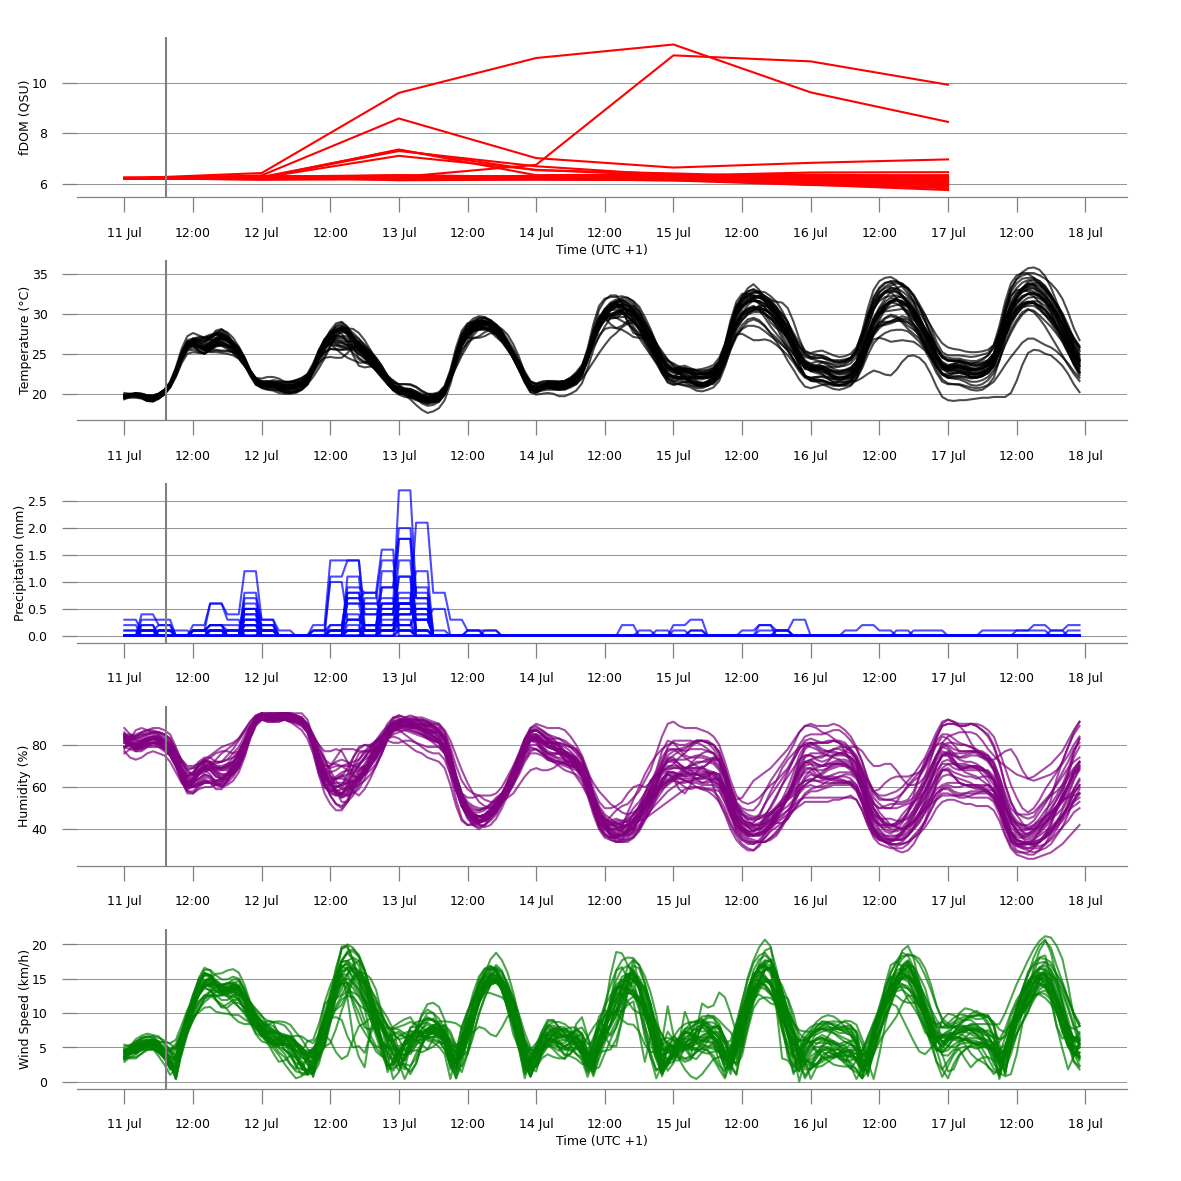 fDOM (QSU)
10
8
6
11 Jul 12:00 12 Jul 12:00 13 Jul 12:00 14 Jul 12:00 15 Jul 12:00 16 Jul 12:00 17 Jul 12:00 18 Jul
Time (UTC +1)
Temperature (°C)
35
30
25
20
11 Jul 12:00 12 Jul 12:00 13 Jul 12:00 14 Jul 12:00 15 Jul 12:00 16 Jul 12:00 17 Jul 12:00 18 Jul
Precipitation (mm)
2.5
2.0
1.5
1.0
0.5
0.0
11 Jul 12:00 12 Jul 12:00 13 Jul 12:00 14 Jul 12:00 15 Jul 12:00 16 Jul 12:00 17 Jul 12:00 18 Jul
Humidity (%)
80
60
40
11 Jul 12:00 12 Jul 12:00 13 Jul 12:00 14 Jul 12:00 15 Jul 12:00 16 Jul 12:00 17 Jul 12:00 18 Jul
Wind Speed (km/h)
20
15
10
5
0
11 Jul 12:00 12 Jul 12:00 13 Jul 12:00 14 Jul 12:00 15 Jul 12:00 16 Jul 12:00 17 Jul 12:00 18 Jul
Time (UTC +1)